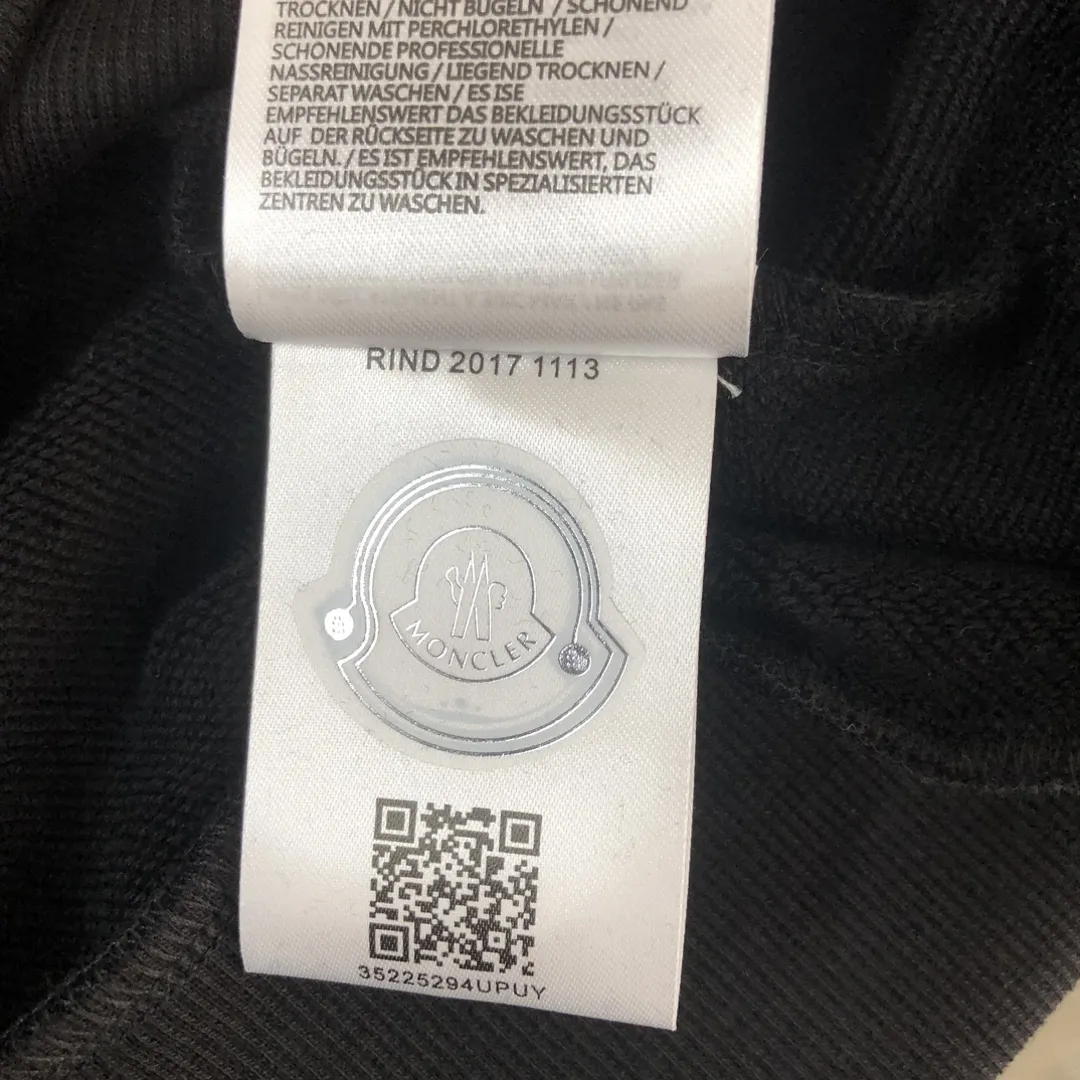 TROCKNEN / NICHT BÜGELN / SCHONEND
REINIGEN MIT PERCHLORETHYLEN /
SCHONENDE PROFESSIONELLE
NASSREINIGUNG / LIEGEND TROCKNEN /
SEPARAT WASCHEN / ES ISE
EMPFEHLENSWERT DAS BEKLEIDUNGSSTÜCK
AUF DER RÜCKSEITE ZU WASCHEN UND
BÜGELN. / ES IST EMPFEHLENSWERT, DAS
BEKLEIDUNGSSTÜCK IN SPEZIALISIERTEN
ZENTREN ZU WASCHEN.
RIND 2017 1113
MONCLER
35225294UPUY